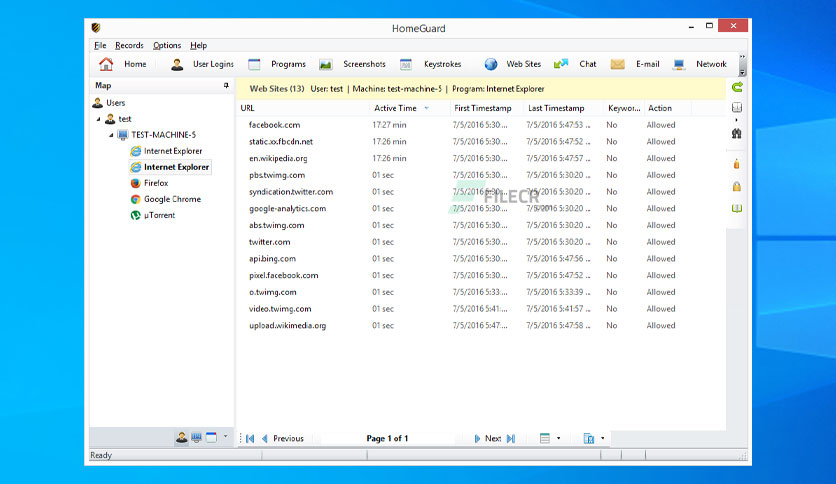 HomeGuard
File Records Options Help
Home User Logins Programs Screenshots Keystrokes Web Sites Chat E-mail Network
Map
Users
test
TEST-MACHINE-5
Internet Explorer
Internet Explorer
Firefox
Google Chrome
µTorrent
Web Sites (13) User: test | Machine: test-machine-5 | Program: Internet Explorer
URL Active Time First Timestamp Last Timestamp Keywor... Action
facebook.com 17:27 min 7/5/2016 5:30:... 7/5/2016 5:47:53 ... No Allowed
static.xx.fbcdn.net 17:26 min 7/5/2016 5:30:... 7/5/2016 5:47:52 ... No Allowed
en.wikipedia.org 17:26 min 7/5/2016 5:30:... 7/5/2016 5:47:57 ... No Allowed
pbs.twimg.com 01 sec 7/5/2016 5:30:... 7/5/2016 5:30:20 ... No Allowed
syndication.twitter.com 01 sec 7/5/2016 5:30:... 7/5/2016 5:30:20 ... No Allowed
google-analytics.com 01 sec 7/5/2016 5:30:... 7/5/2016 5:30:20 ... No Allowed
abs.twimg.com 01 sec 7/5/2016 5:30:... 7/5/2016 5:30:20 ... No Allowed
twitter.com 01 sec 7/5/2016 5:30:... 7/5/2016 5:30:20 ... No Allowed
api.bing.com 01 sec 7/5/2016 5:30:... 7/5/2016 5:47:56 ... No Allowed
pixel.facebook.com 01 sec 7/5/2016 5:30:... 7/5/2016 5:47:52 ... No Allowed
o.twimg.com 01 sec 7/5/2016 5:33:... 7/5/2016 5:33:39 ... No Allowed
video.twimg.com 01 sec 7/5/2016 5:41:... 7/5/2016 5:41:57 ... No Allowed
upload.wikimedia.org 01 sec 7/5/2016 5:47:... 7/5/2016 5:47:58 ... No Allowed
FILECR
.com
Previous Page 1 of 1 Next
Ready